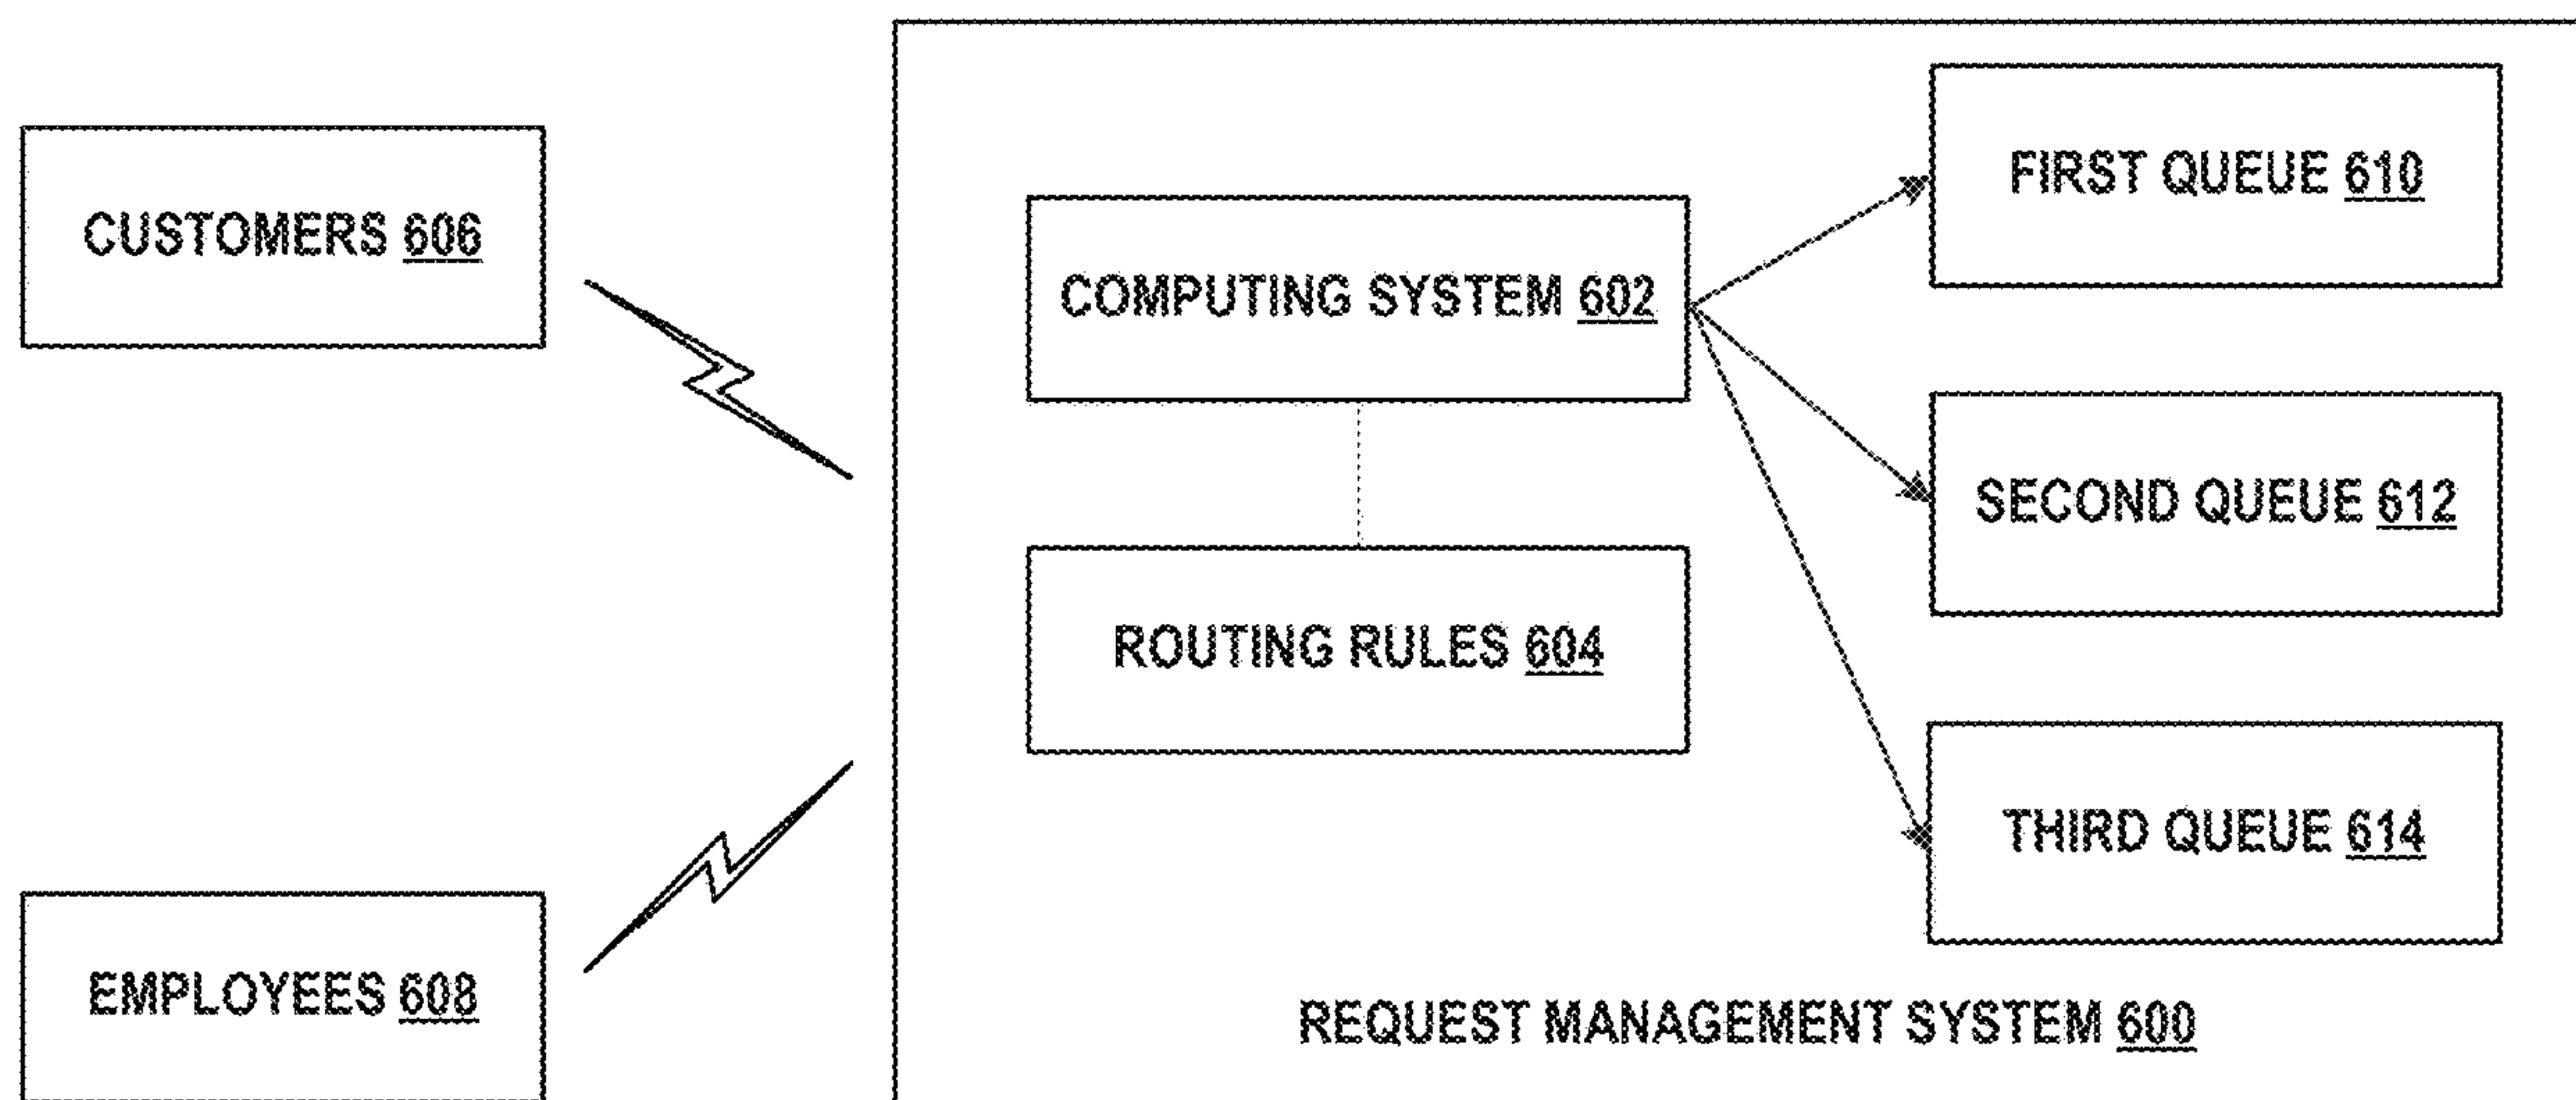 CUSTOMERS 606
COMPUTING SYSTEM 602
FIRST QUEUE 610
SECOND QUEUE 612
ROUTING RULES 604
THIRD QUEUE 614
EMPLOYEES 608
REQUEST MANAGEMENT SYSTEM 600